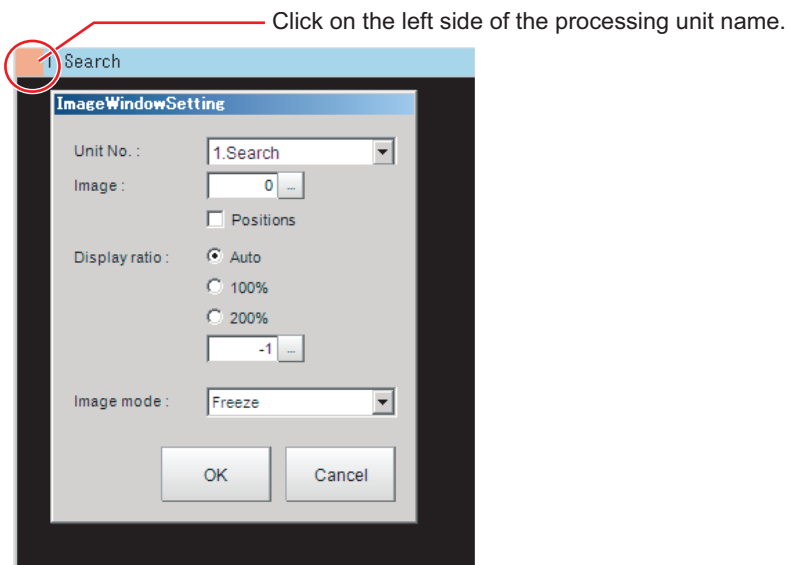 Click on the left side of the processing unit name.
1 Search
ImageWindowSetting
Unit No. : 1.Search
Image : 0 ...
Positions
Display ratio : Auto
100%
200%
-1 ...
Image mode : Freeze
OK Cancel